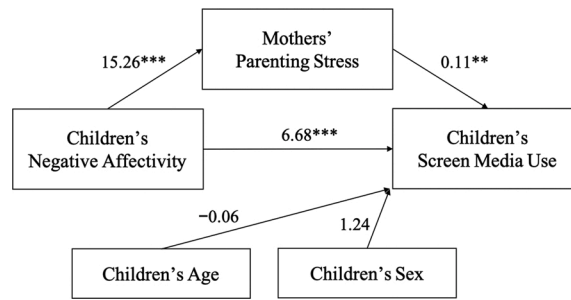 Mothers'
Parenting Stress
15.26***
0.11**
Children's
Negative Affectivity
6.68***
Children's
Screen Media Use
−0.06
1.24
Children's Age
Children's Sex